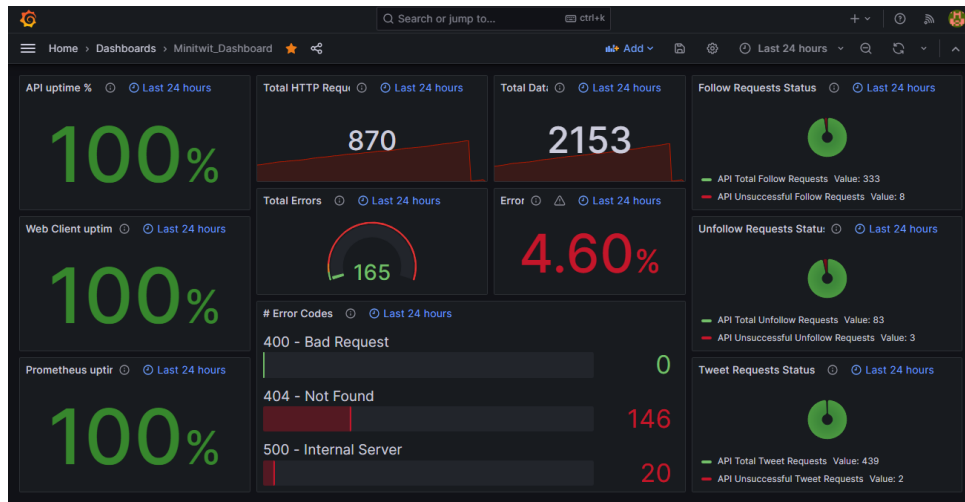 Search or jump to... ctrl+k
Home › Dashboards › Minitwit_Dashboard Add Last 24 hours
API uptime % Last 24 hours
100%
Total HTTP Requ Last 24 hours
870
Total Data Last 24 hours
2153
Follow Requests Status Last 24 hours
API Total Follow Requests Value: 333
API Unsuccessful Follow Requests Value: 8
Total Errors Last 24 hours
165
Error Last 24 hours
4.60%
Web Client uptim Last 24 hours
100%
Unfollow Requests Status Last 24 hours
API Total Unfollow Requests Value: 83
API Unsuccessful Unfollow Requests Value: 3
# Error Codes Last 24 hours
400 - Bad Request
0
404 - Not Found
146
500 - Internal Server
20
Prometheus uptir Last 24 hours
100%
Tweet Requests Status Last 24 hours
API Total Tweet Requests Value: 439
API Unsuccessful Tweet Requests Value: 2